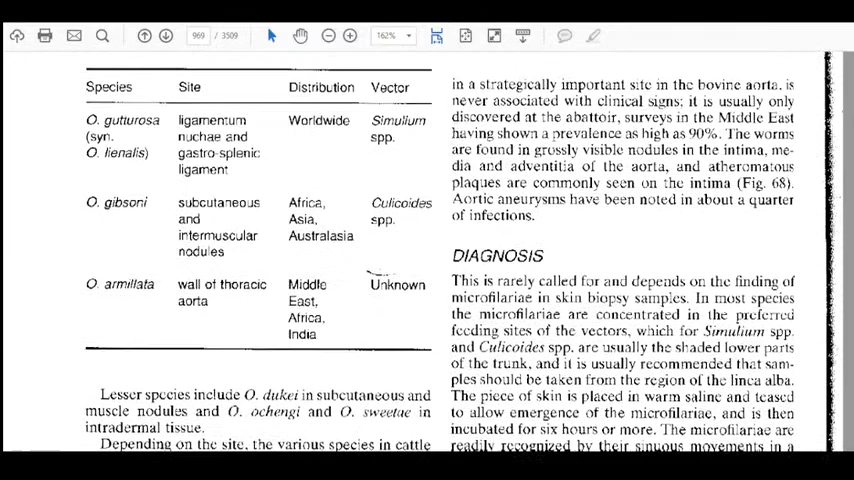 969 / 3509
162%
Species Site Distribution Vector
O. gutturosa ligamentum Worldwide Simulium
(syn. nuchae and spp.
O. lienalis) gastro-splenic
ligament
O. gibsoni subcutaneous Africa, Culicoides
and Asia, spp.
intermuscular Australasia
nodules
O. armillata wall of thoracic Middle Unknown
aorta East,
Africa,
India
Lesser species include O. dukei in subcutaneous and
muscle nodules and O. ochengi and O. sweetae in
intradermal tissue.
Depending on the site, the various species in cattle
in a strategically important site in the bovine aorta, is
never associated with clinical signs; it is usually only
discovered at the abattoir, surveys in the Middle East
having shown a prevalence as high as 90%. The worms
are found in grossly visible nodules in the intima, me-
dia and adventitia of the aorta, and atheromatous
plaques are commonly seen on the intima (Fig. 68).
Aortic aneurysms have been noted in about a quarter
of infections.
DIAGNOSIS
This is rarely called for and depends on the finding of
microfilariae in skin biopsy samples. In most species
the microfilariae are concentrated in the preferred
feeding sites of the vectors, which for Simulium spp.
and Culicoides spp. are usually the shaded lower parts
of the trunk, and it is usually recommended that sam-
ples should be taken from the region of the linea alba.
The piece of skin is placed in warm saline and teased
to allow emergence of the microfilariae, and is then
incubated for six hours or more. The microfilariae are
readily recognized by their sinuous movements in a